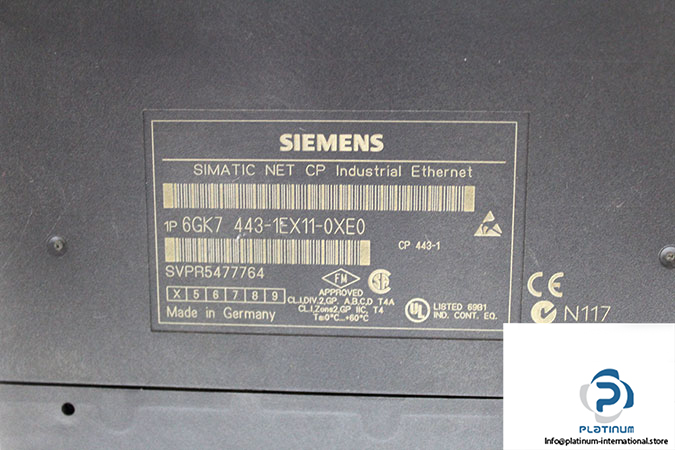 SIEMENS
SIMATIC NET CP Industrial Ethernet
1P 6GK7 443-1EX11-0XE0
CP 443-1
SVPR5477764
X 5 6 7 8 9
Made in Germany
FM
APPROVED
CL.I,DIV.2,GP. A,B,C,D T4A
CL.I,Zone2,GP IIC, T4
Ta:0°C...+60°C
UL LISTED 69B1
IND. CONT. EQ.
CE
N117
PLATINUM
Info@platinum-international.store